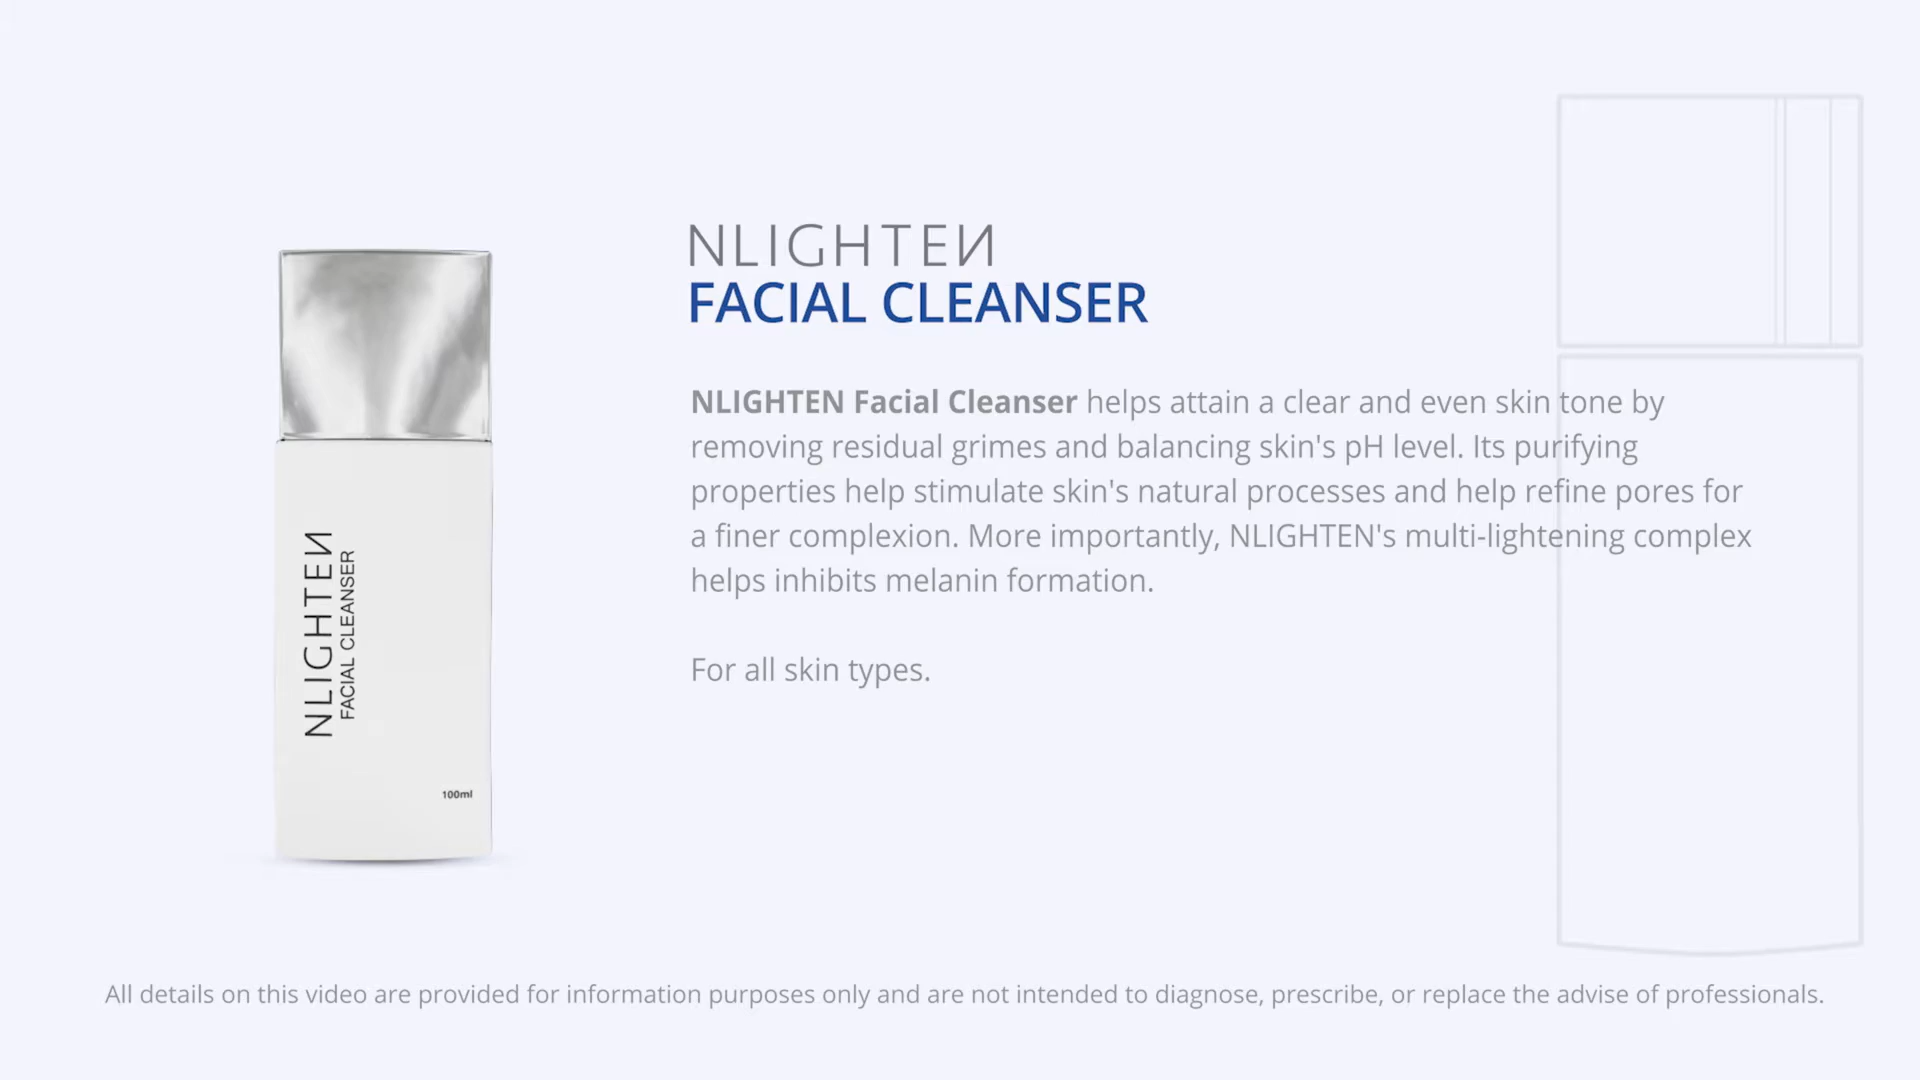 NLIGHTEN
FACIAL CLEANSER
NLIGHTEN Facial Cleanser helps attain a clear and even skin tone by
removing residual grimes and balancing skin's pH level. Its purifying
properties help stimulate skin's natural processes and help refine pores for
a finer complexion. More importantly, NLIGHTEN's multi-lightening complex
helps inhibits melanin formation.
For all skin types.
NLIGHTEN
FACIAL CLEANSER
100ml
All details on this video are provided for information purposes only and are not intended to diagnose, prescribe, or replace the advise of professionals.